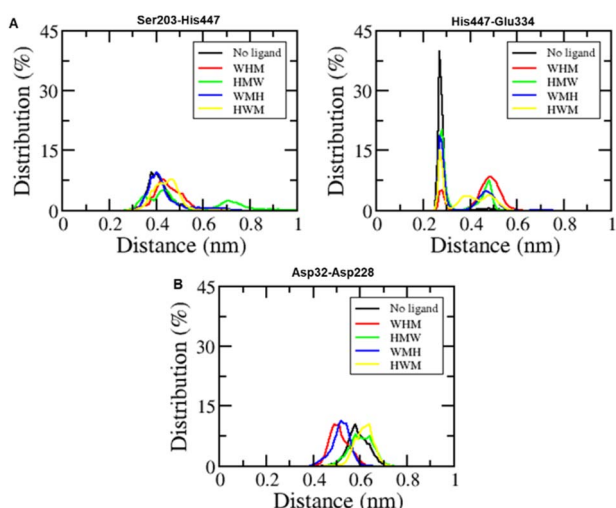 A
Ser203-His447
45
30
15
0
Distribution (%)
No ligand
WHM
HMW
WMH
HWM
0 0.2 0.4 0.6 0.8 1
Distance (nm)
His447-Glu334
45
30
15
0
Distribution (%)
No ligand
WHM
HMW
WMH
HWM
0 0.2 0.4 0.6 0.8 1
Distance (nm)
B
Asp32-Asp228
45
30
15
0
Distribution (%)
No ligand
WHM
HMW
WMH
HWM
0 0.2 0.4 0.6 0.8 1
Distance (nm)